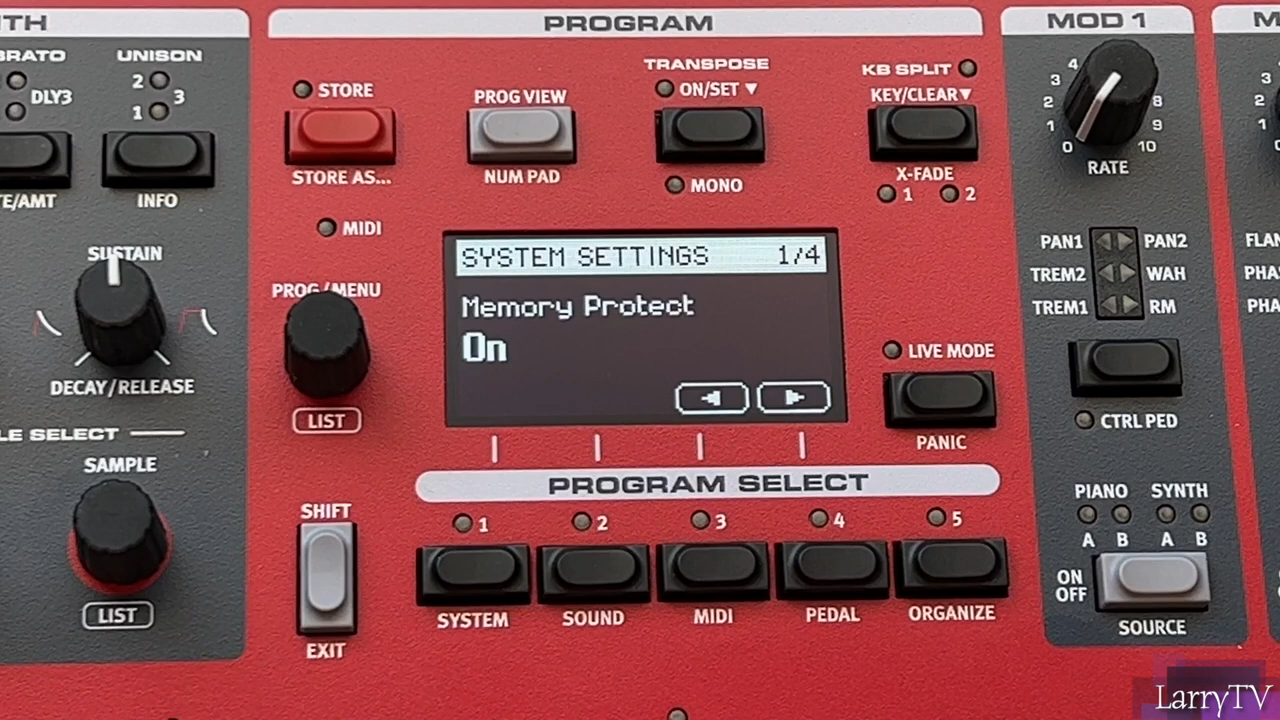 PROGRAM
MOD 1
UNISON
2
3
1
DLY3
INFO
STORE
STORE AS...
PROG VIEW
NUM PAD
TRANSPOSE
ON/SET ▼
MONO
KB SPLIT
KEY/CLEAR▼
X-FADE
1 2
4
3
2
1
0
8
9
10
RATE
MIDI
SUSTAIN
DECAY/RELEASE
PROG/MENU
LIST
SYSTEM SETTINGS 1/4
Memory Protect
On
LIVE MODE
PANIC
PAN1 PAN2
TREM2 WAH
TREM1 RM
CTRL PED
SAMPLE
LIST
SHIFT
EXIT
PROGRAM SELECT
1 2 3 4 5
SYSTEM SOUND MIDI PEDAL ORGANIZE
PIANO SYNTH
A B A B
ON
OFF
SOURCE
LarryTV